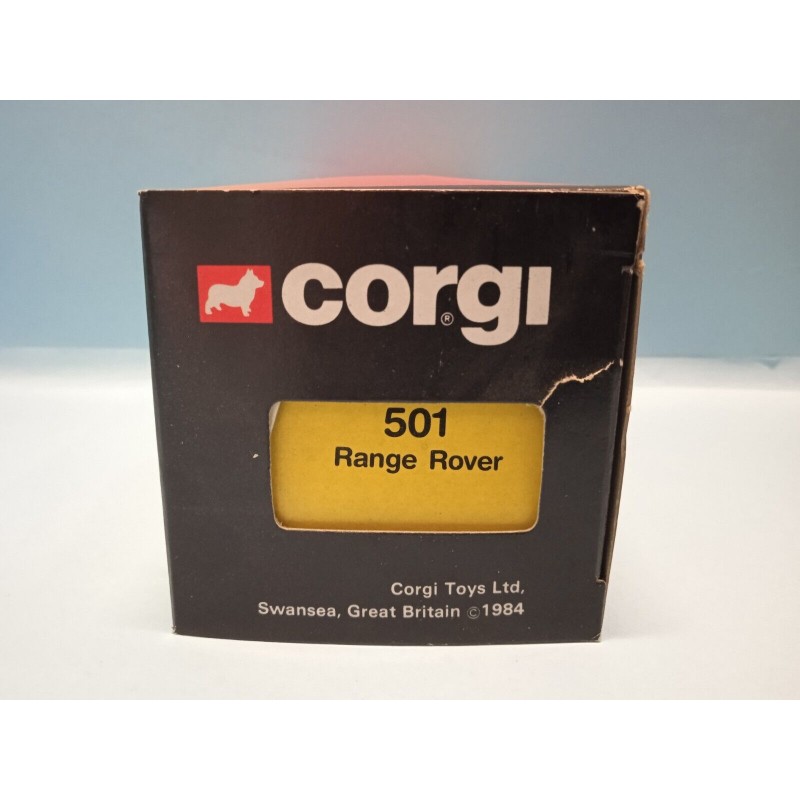 corgi®
501
Range Rover
Corgi Toys Ltd,
Swansea, Great Britain ©1984